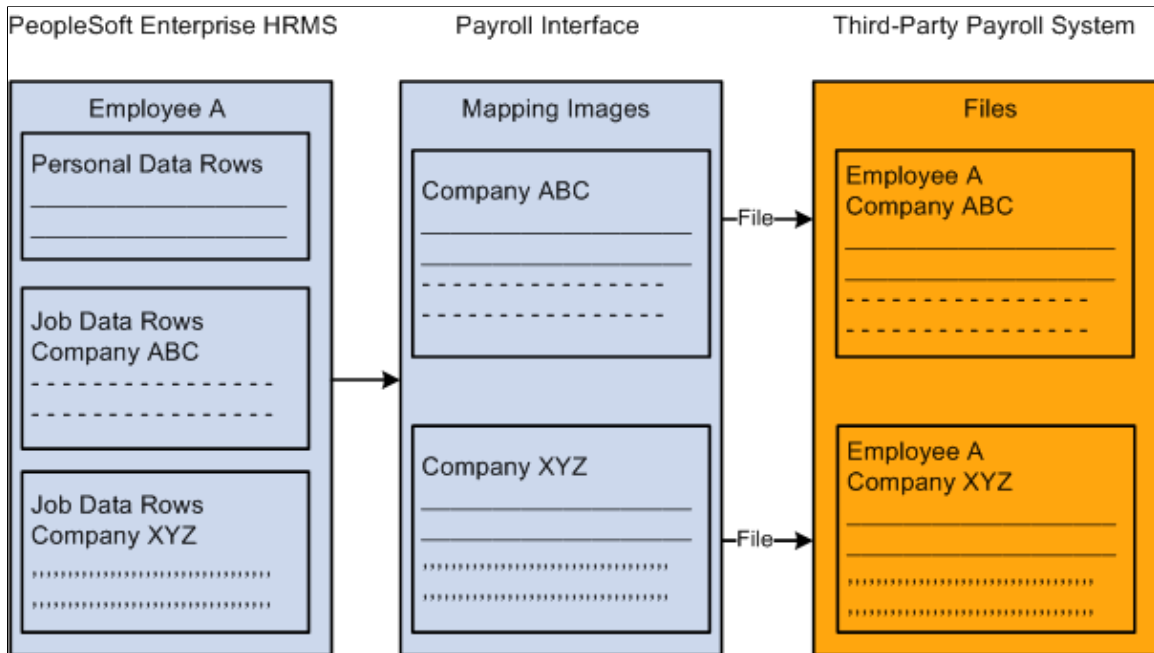 PeopleSoft Enterprise HRMS
Payroll Interface
Third-Party Payroll System
Employee A
Personal Data Rows
Job Data Rows
Company ABC
Job Data Rows
Company XYZ
Mapping Images
Company ABC
Company XYZ
File
File
Files
Employee A
Company ABC
Employee A
Company XYZ